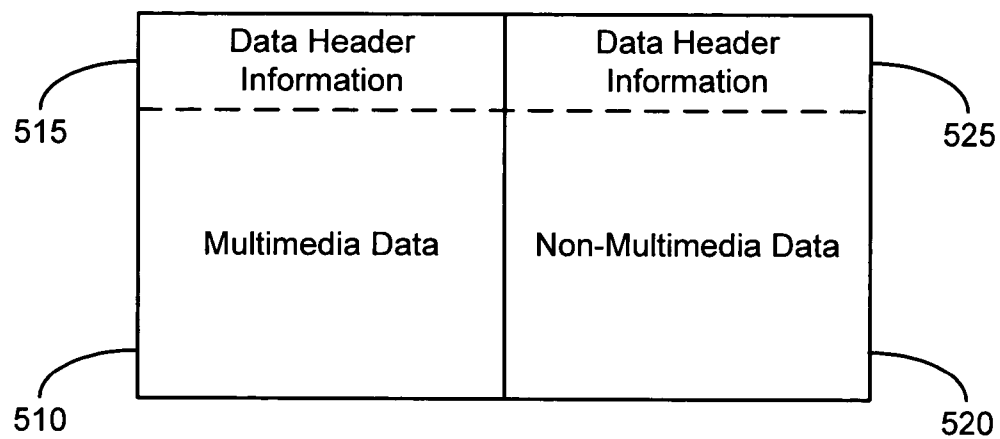 Data Header
Information
Data Header
Information
515
525
Multimedia Data
Non-Multimedia Data
510
520